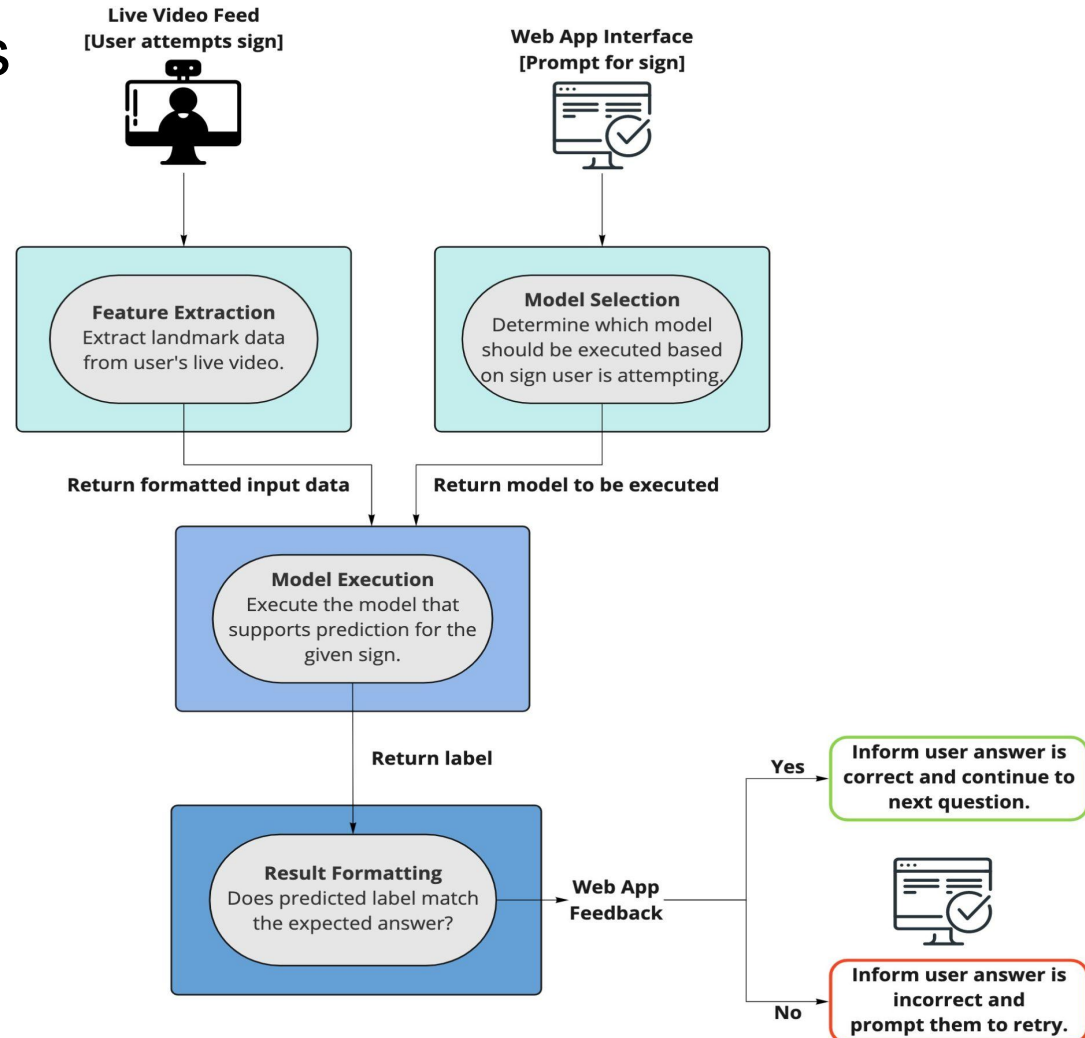 s
Live Video Feed
[User attempts sign]
Web App Interface
[Prompt for sign]
Feature Extraction
Extract landmark data
from user's live video.
Model Selection
Determine which model
should be executed based
on sign user is attempting.
Return formatted input data
Return model to be executed
Model Execution
Execute the model that
supports prediction for the
given sign.
Return label
Result Formatting
Does predicted label match
the expected answer?
Web App
Feedback
Yes
Inform user answer is
correct and continue to
next question.
No
Inform user answer is
incorrect and
prompt them to retry.